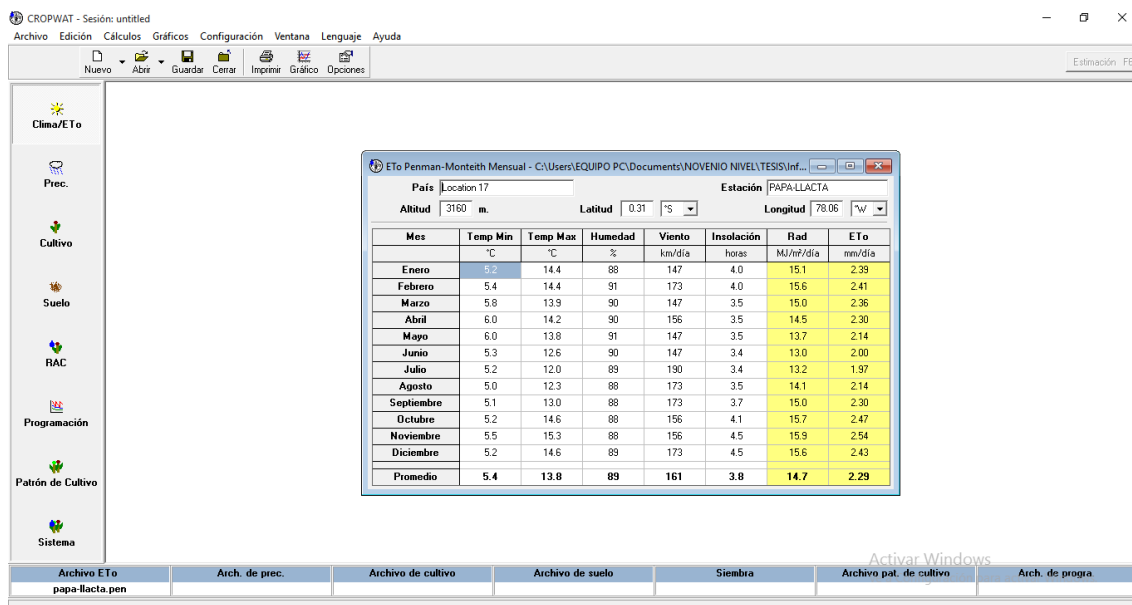 CROPWAT - Sesión: untitled
Archivo Edición Cálculos Gráficos Configuración Ventana Lenguaje Ayuda
Nuevo Abrir Guardar Cerrar Imprimir Gráfico Opciones Estimación F6
Clima/ETo
Prec.
Cultivo
Suelo
RAC
Programación
Patrón de Cultivo
Sistema
ETo Penman-Monteith Mensual - C:\Users\EQUIPO PC\Documents\NOVENIO NIVEL\TESIS\Inf...
País Location 17 Estación PAPA-LLACTA
Altitud 3160 m. Latitud 0.31 °S Longitud 78.06 °W
Mes Temp Min Temp Max Humedad Viento Insolación Rad ETo
°C °C % km/día horas MJ/m²/día mm/día
Enero 5.2 14.4 88 147 4.0 15.1 2.39
Febrero 5.4 14.4 91 173 4.0 15.6 2.41
Marzo 5.8 13.9 90 147 3.5 15.0 2.36
Abril 6.0 14.2 90 156 3.5 14.5 2.30
Mayo 6.0 13.8 91 147 3.5 13.7 2.14
Junio 5.3 12.6 90 147 3.4 13.0 2.00
Julio 5.2 12.0 89 190 3.4 13.2 1.97
Agosto 5.0 12.3 88 173 3.5 14.1 2.14
Septiembre 5.1 13.0 88 173 3.7 15.0 2.30
Octubre 5.2 14.6 88 156 4.1 15.7 2.47
Noviembre 5.5 15.3 88 156 4.5 15.9 2.54
Diciembre 5.2 14.6 89 173 4.5 15.6 2.43
Promedio 5.4 13.8 89 161 3.8 14.7 2.29
Activar Windows
Archivo ETo Arch. de prec. Archivo de cultivo Archivo de suelo Siembra Archivo pat. de cultivo Arch. de progra.
papa-llacta.pen